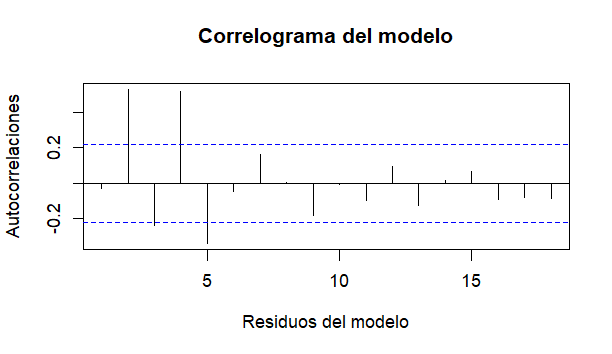 Correlograma del modelo
Autocorrelaciones
0.2
-0.2
5
10
15
Residuos del modelo